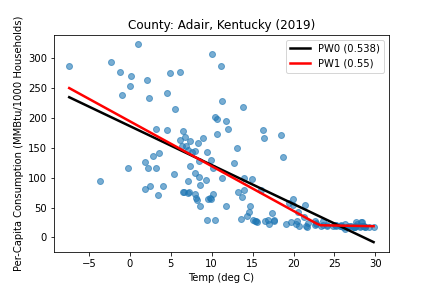 County: Adair, Kentucky (2019)
PW0 (0.538)
PW1 (0.55)
Per-Capita Consumption (MMBtu/1000 Households)
300
250
200
150
100
50
0
−5 0 5 10 15 20 25 30
Temp (deg C)